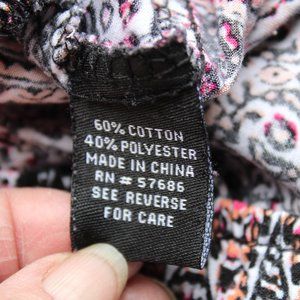 60% COTTON
40% POLYESTER
MADE IN CHINA
RN # 57686
SEE REVERSE
FOR CARE